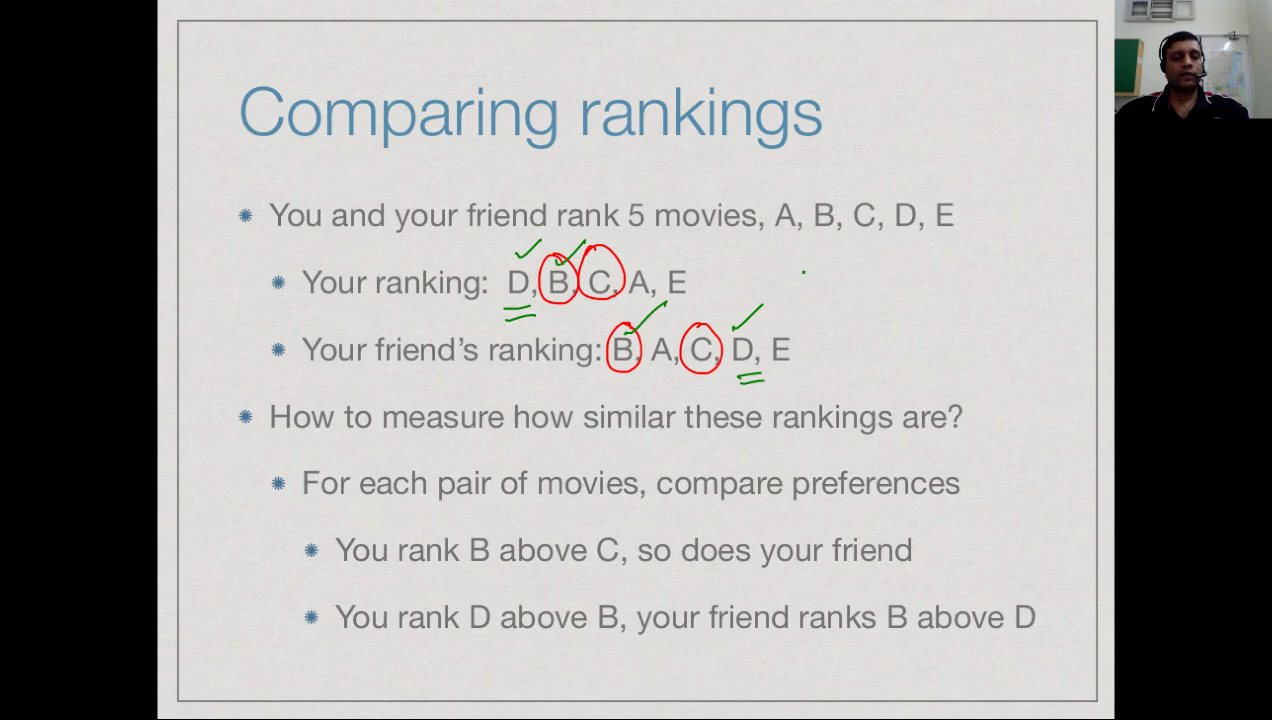 Comparing rankings
You and your friend rank 5 movies, A, B, C, D, E
Your ranking: D, B, C, A, E
Your friend's ranking: B, A, C, D, E
How to measure how similar these rankings are?
For each pair of movies, compare preferences
You rank B above C, so does your friend
You rank D above B, your friend ranks B above D